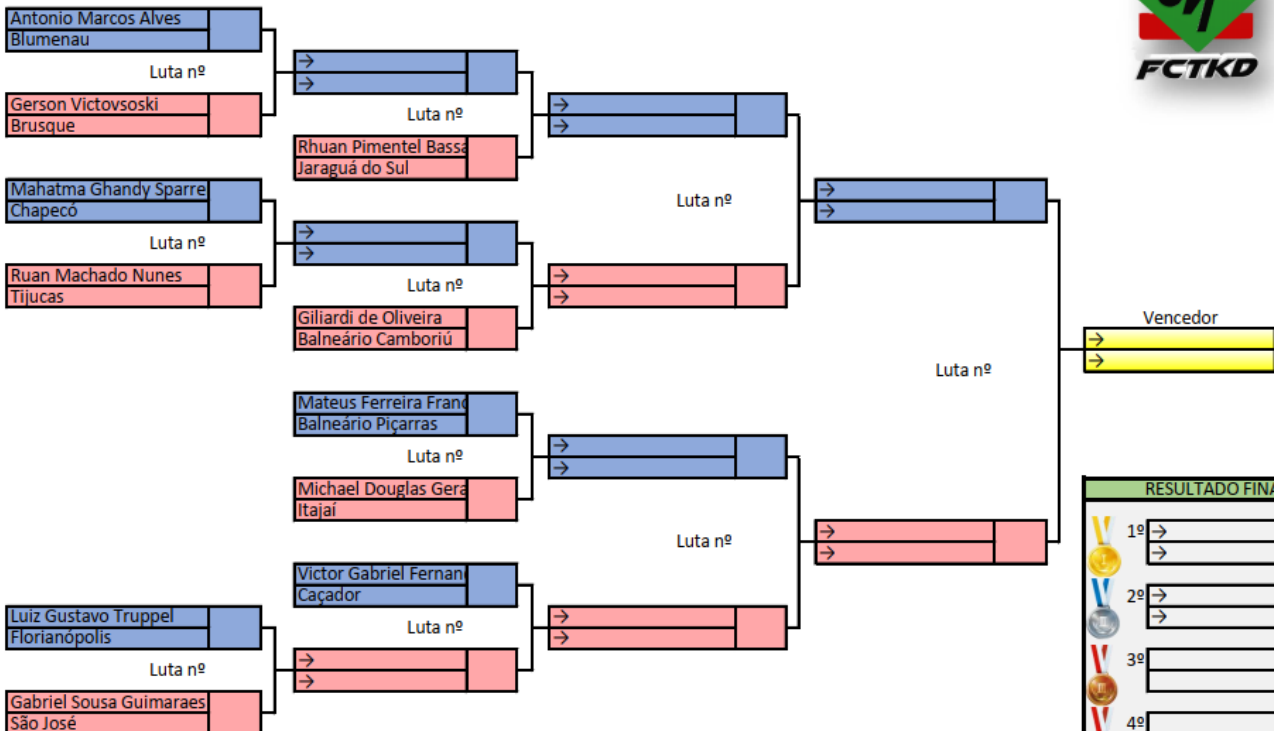 Antonio Marcos Alves
Blumenau
Luta nº
Gerson Victovsoski
Brusque
→
→
Luta nº
Rhuan Pimentel Bassa
Jaraguá do Sul
Mahatma Ghandy Sparre
Chapecó
Luta nº
Ruan Machado Nunes
Tijucas
→
→
Luta nº
Giliardi de Oliveira
Balneário Camboriú
→
→
Luta nº
→
→
Mateus Ferreira Franc
Balneário Piçarras
Luta nº
Michael Douglas Gera
Itajaí
Victor Gabriel Fernan
Caçador
Luta nº
→
→
Luiz Gustavo Truppel
Florianópolis
Luta nº
Gabriel Sousa Guimaraes
São José
→
→
Luta nº
→
→
→
→
Luta nº
→
→
FCTKD
Vencedor
→
→
RESULTADO FINA
1º →
→
2º →
→
3º
4º